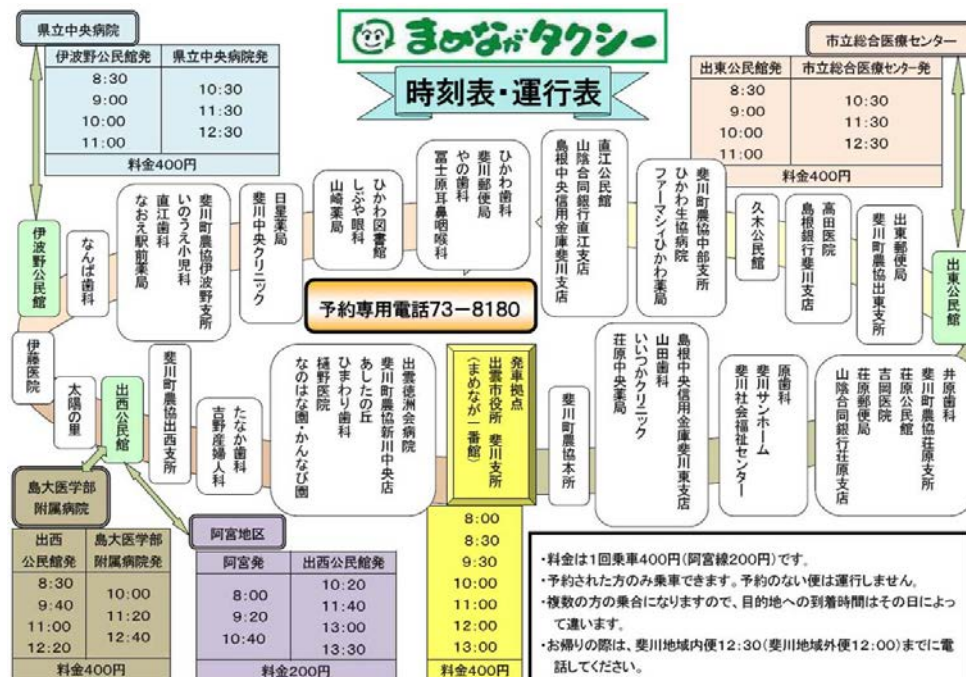 県立中央病院
伊波野公民館発 県立中央病院発
8:30
9:00
10:00
11:00
10:30
11:30
12:30
料金400円
まめながタクシー
時刻表・運行表
市立総合医療センター
出東公民館発 市立総合医療センター発
8:30
9:00
10:00
11:00
10:30
11:30
12:30
料金400円
伊波野公民館
なんば歯科
斐川町農協伊波野支所
いのうえ小児科
直江歯科
なおえ駅前薬局
日星薬局
斐川中央クリニック
ひかわ図書館
しぶや眼科
山崎薬局
ひかわ歯科
斐川郵便局
やの歯科
冨士原耳鼻咽喉科
直江公民館
山陰合同銀行直江支店
島根中央信用金庫斐川支店
斐川町農協中部支所
ひかわ生協病院
ファーマシィひかわ薬局
久木公民館
高田医院
島根銀行斐川支店
出東郵便局
斐川町農協出東支所
出東公民館
予約専用電話73-8180
伊藤医院
太陽の里
出西公民館
斐川町農協出西支所
たなか歯科
吉野産婦人科
出雲徳洲会病院
斐川町農協新川中央店
あしたの丘
ひまわり歯科
樋野医院
なのはな園・かんなび園
発車拠点
出雲市役所 斐川支所
(まめなが一番館)
斐川町農協本所
島根中央信用金庫斐川東支店
山田歯科
いいつかクリニック
荘原中央薬局
原歯科
斐川サンホーム
斐川社会福祉センター
井原歯科
斐川町農協荘原支所
荘原公民館
吉岡医院
荘原郵便局
山陰合同銀行荘原支店
島大医学部
附属病院
出西
公民館発
島大医学部
附属病院発
8:30
9:40
11:00
12:20
10:00
11:20
12:40
料金400円
阿宮地区
阿宮発 出西公民館発
8:00
9:20
10:40
10:20
11:40
13:00
13:30
料金200円
8:00
8:30
9:30
10:00
11:00
12:00
13:00
料金400円
・料金は1回乗車400円(阿宮線200円)です。
・予約された方のみ乗車できます。予約のない便は運行しません。
・複数の方の乗合になりますので、目的地への到着時間はその日によっ
て違います。
・お帰りの際は、斐川地域内便12:30(斐川地域外便12:00)までに電
話してください。